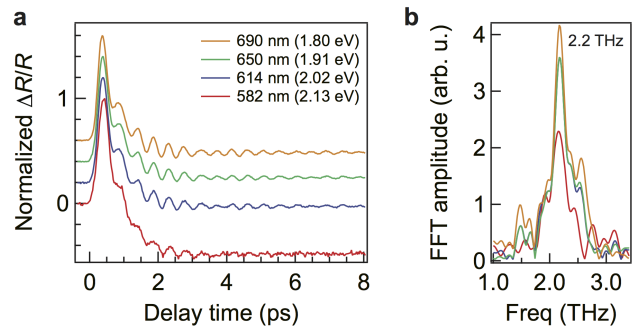 a
690 nm (1.80 eV)
650 nm (1.91 eV)
614 nm (2.02 eV)
582 nm (2.13 eV)
Normalized ΔR/R
1
0
0 2 4 6 8
Delay time (ps)
b
2.2 THz
FFT amplitude (arb. u.)
4
3
2
1
0
1.0 2.0 3.0
Freq (THz)